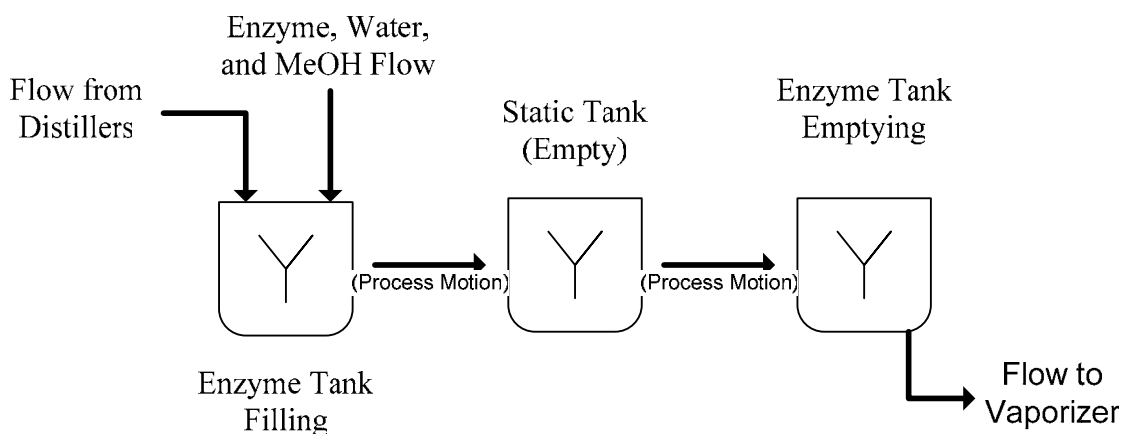 Enzyme, Water,
and MeOH Flow
Flow from
Distillers
Static Tank
(Empty)
Enzyme Tank
Emptying
(Process Motion)
(Process Motion)
Enzyme Tank
Filling
Flow to
Vaporizer